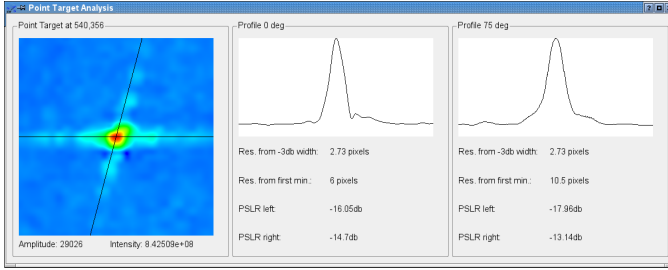 Point Target Analysis
Point Target at 540,356
Profile 0 deg
Profile 75 deg
Res. from -3db width: 2.73 pixels
Res. from first min.: 6 pixels
PSLR left: -16.05db
PSLR right: -14.7db
Res. from -3db width: 2.73 pixels
Res. from first min.: 10.5 pixels
PSLR left: -17.96db
PSLR right: -13.14db
Amplitude: 29026 Intensity: 8.42509e+08